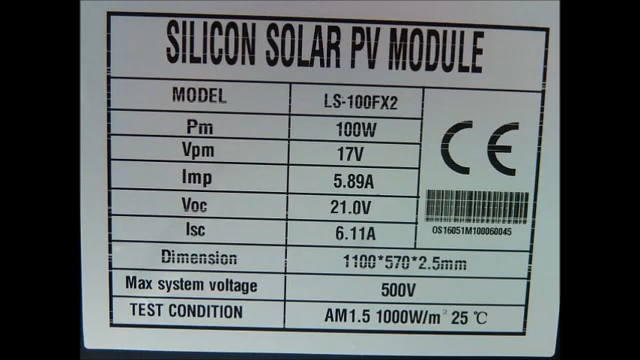 SILICON SOLAR PV MODULE
MODEL LS-100FX2
Pm 100W
Vpm 17V
Imp 5.89A
Voc 21.0V
Isc 6.11A
Dimension 1100*570*2.5mm
Max system voltage 500V
TEST CONDITION AM1.5 1000W/m² 25 ℃
CE
OS16051M100060045